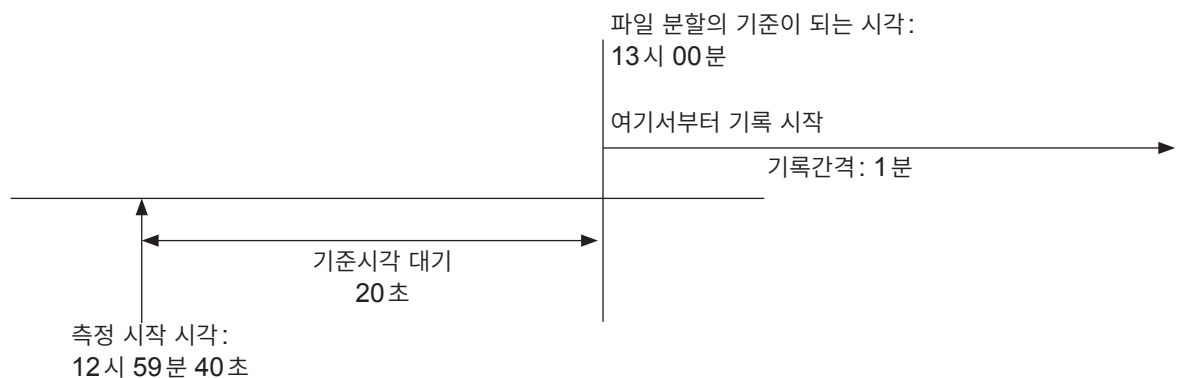 파일 분할의 기준이 되는 시각:
13시 00분
여기서부터 기록 시작
기록간격: 1분
기준시각 대기
20초
측정 시작 시각:
12시 59분 40초